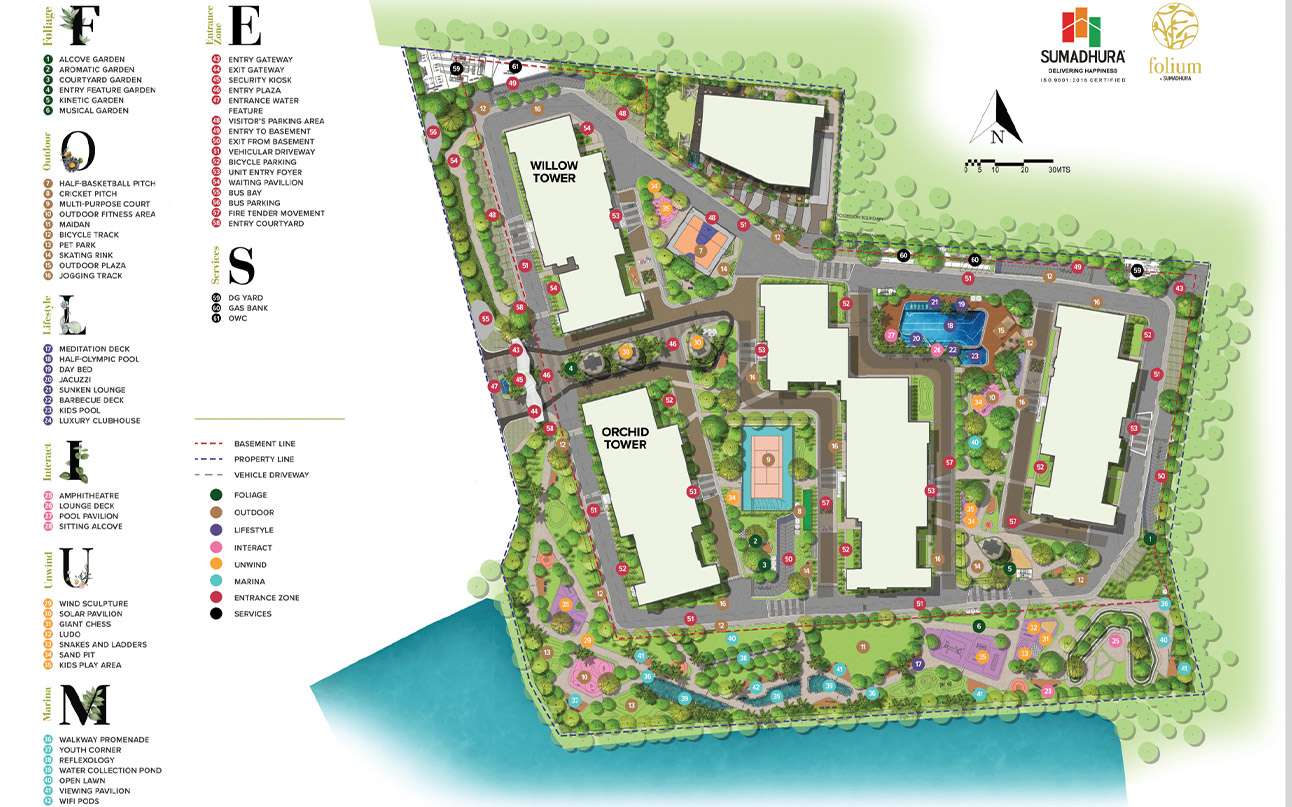 Foliage
F
1 ALCOVE GARDEN
2 AROMATIC GARDEN
3 COURTYARD GARDEN
4 ENTRY FEATURE GARDEN
5 KINETIC GARDEN
6 MUSICAL GARDEN
Outdoor
O
7 HALF-BASKETBALL PITCH
8 CRICKET PITCH
9 MULTI-PURPOSE COURT
10 OUTDOOR FITNESS AREA
11 MAIDAN
12 BICYCLE TRACK
13 PET PARK
14 SKATING RINK
15 OUTDOOR PLAZA
16 JOGGING TRACK
Lifestyle
L
17 MEDITATION DECK
18 HALF-OLYMPIC POOL
19 DAY BED
20 JACUZZI
21 SUNKEN LOUNGE
22 BARBECUE DECK
23 KIDS POOL
24 LUXURY CLUBHOUSE
Interact
I
25 AMPHITHEATRE
26 LOUNGE DECK
27 POOL PAVILION
28 SITTING ALCOVE
Unwind
U
29 WIND SCULPTURE
30 SOLAR PAVILION
31 GIANT CHESS
32 LUDO
33 SNAKES AND LADDERS
34 SAND PIT
35 KIDS PLAY AREA
Marina
M
36 WALKWAY PROMENADE
37 YOUTH CORNER
38 REFLEXOLOGY
39 WATER COLLECTION POND
40 OPEN LAWN
41 VIEWING PAVILION
42 WIFI PODS
Entrance
Zone
E
43 ENTRY GATEWAY
44 EXIT GATEWAY
45 SECURITY KIOSK
46 ENTRY PLAZA
47 ENTRANCE WATER
FEATURE
48 VISITOR'S PARKING AREA
49 ENTRY TO BASEMENT
50 EXIT FROM BASEMENT
51 VEHICULAR DRIVEWAY
52 BICYCLE PARKING
53 UNIT ENTRY FOYER
54 WAITING PAVILLION
55 BUS BAY
56 BUS PARKING
57 FIRE TENDER MOVEMENT
58 ENTRY COURTYARD
Services
S
59 DG YARD
60 GAS BANK
61 OWC
BASEMENT LINE
PROPERTY LINE
VEHICLE DRIVEWAY
FOLIAGE
OUTDOOR
LIFESTYLE
INTERACT
UNWIND
MARINA
ENTRANCE ZONE
SERVICES
WILLOW
TOWER
ORCHID
TOWER
SUMADHURA
DELIVERING HAPPINESS
ISO 9001:2015 CERTIFIED
folium
SUMADHURA
N
0 5 10 20 30MTS